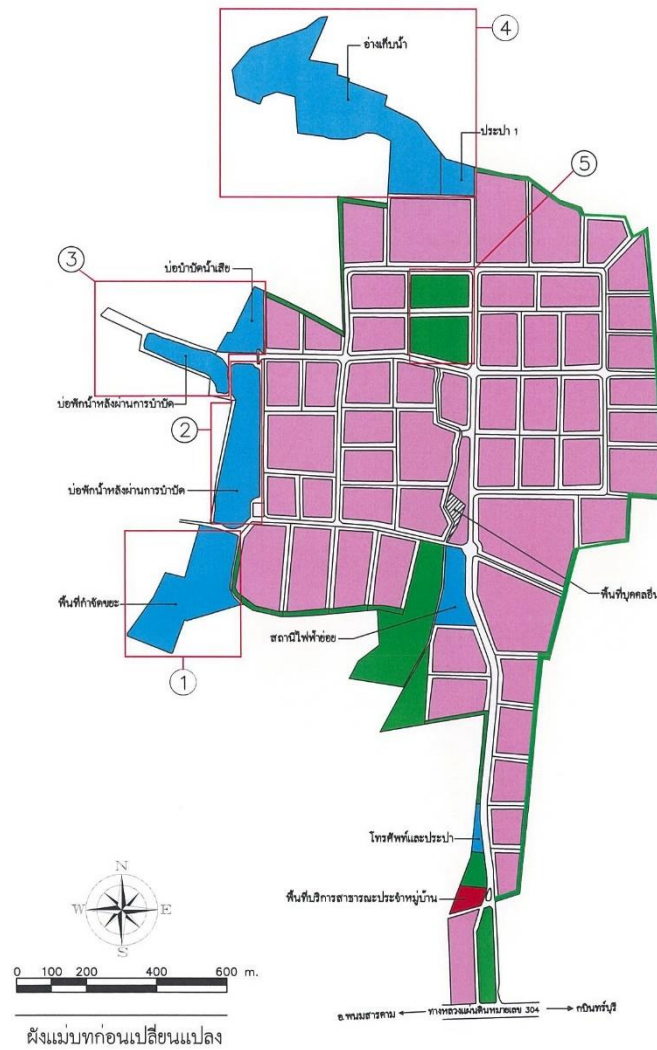 ④
อ่างเก็บน้ำ
ประปา 1
⑤
③
บ่อบำบัดน้ำเสีย
บ่อพักน้ำหลังผ่านการบำบัด
②
บ่อพักน้ำหลังผ่านการบำบัด
พื้นที่กำจัดขยะ
พื้นที่บุคคลอื่น
สถานีไฟฟ้าย่อย
①
โทรศัพท์และประปา
พื้นที่บริการสาธารณะประจำหมู่บ้าน
N
W E
S
0 100 200 400 600 m.
อ.พนมสารคาม ทางหลวงแผ่นดินหมายเลข 304 กบินทร์บุรี
ผังแม่บทก่อนเปลี่ยนแปลง